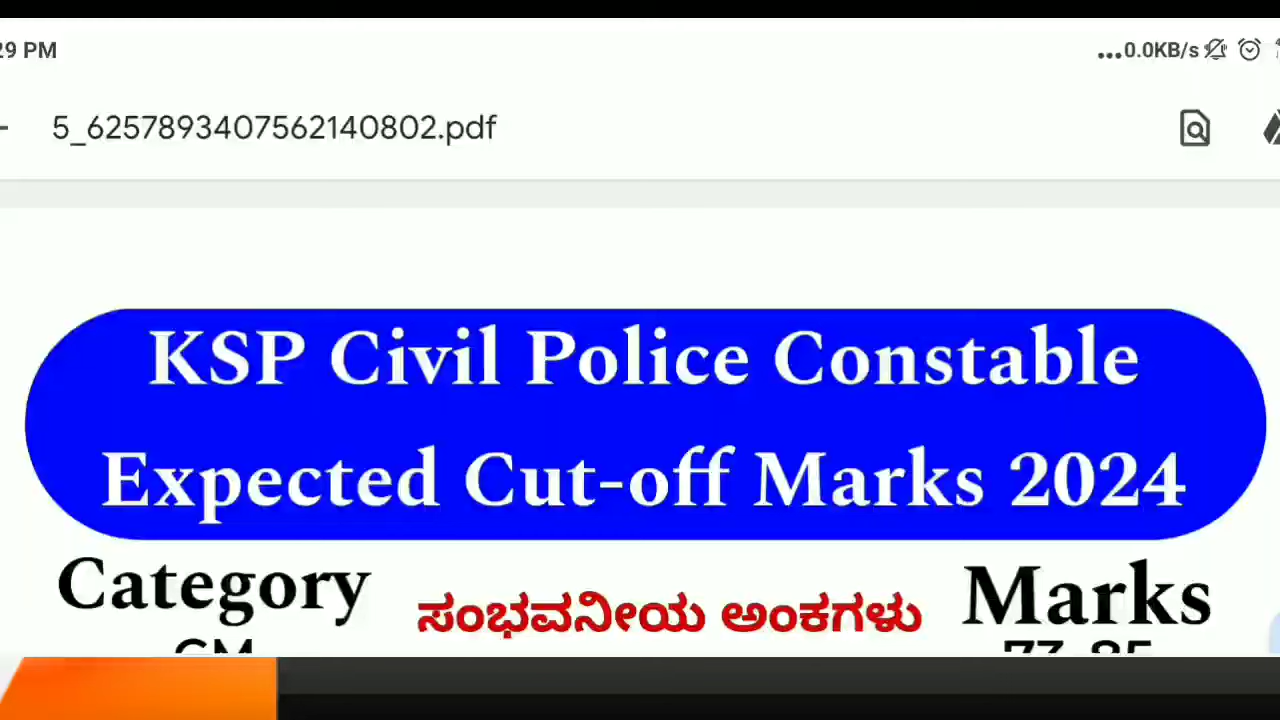 29 PM
...0.0KB/s
5_6257893407562140802.pdf
KSP Civil Police Constable
Expected Cut-off Marks 2024
Category
ಸಂಭವನೀಯ ಅಂಕಗಳು
Marks